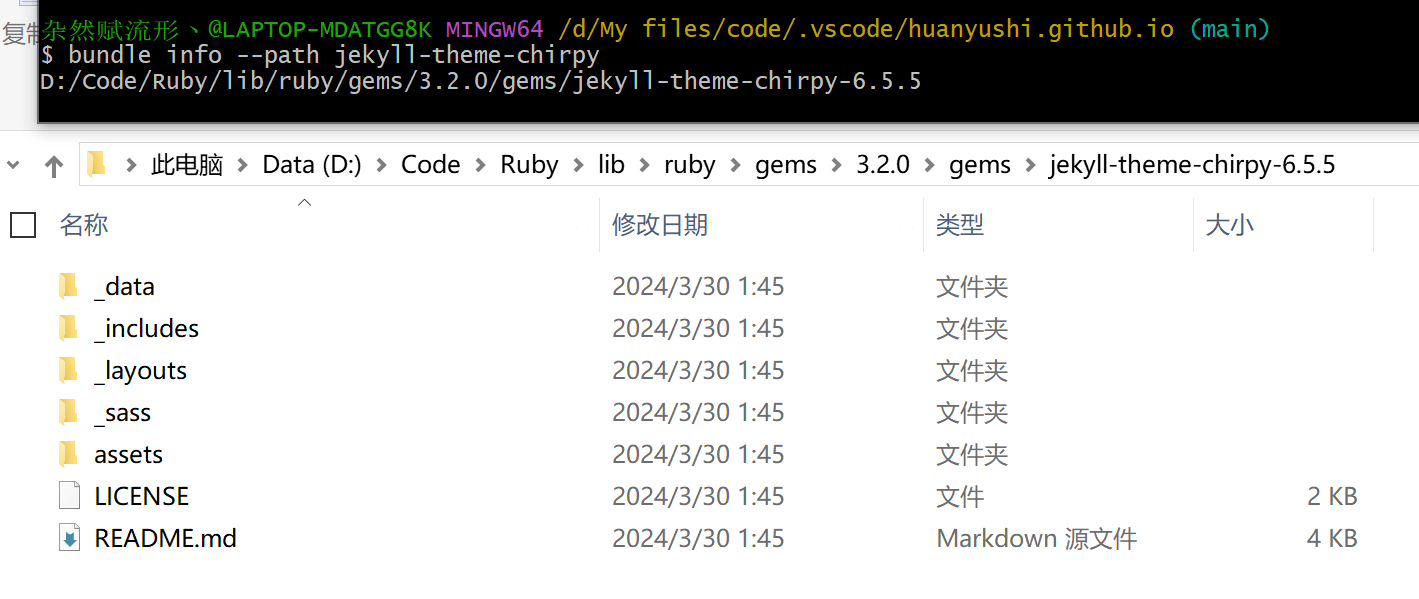 复制
杂然赋流形丶@LAPTOP-MDATGG8K MINGW64 /d/My files/code/.vscode/huanyushi.github.io (main)
$ bundle info --path jekyll-theme-chirpy
D:/Code/Ruby/lib/ruby/gems/3.2.0/gems/jekyll-theme-chirpy-6.5.5
此电脑 > Data (D:) > Code > Ruby > lib > ruby > gems > 3.2.0 > gems > jekyll-theme-chirpy-6.5.5
名称 修改日期 类型 大小
_data 2024/3/30 1:45 文件夹
_includes 2024/3/30 1:45 文件夹
_layouts 2024/3/30 1:45 文件夹
_sass 2024/3/30 1:45 文件夹
assets 2024/3/30 1:45 文件夹
LICENSE 2024/3/30 1:45 文件 2 KB
README.md 2024/3/30 1:45 Markdown 源文件 4 KB